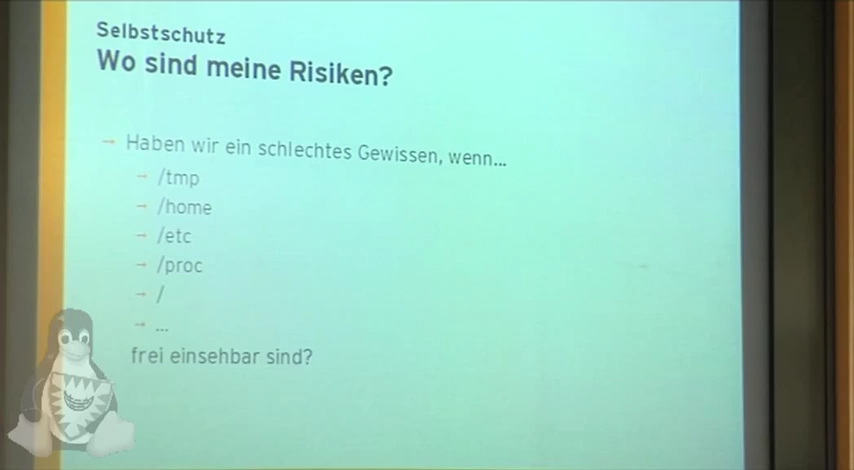 Selbstschutz
Wo sind meine Risiken?
→ Haben wir ein schlechtes Gewissen, wenn...
→ /tmp
→ /home
→ /etc
→ /proc
→ /
→ ...
frei einsehbar sind?